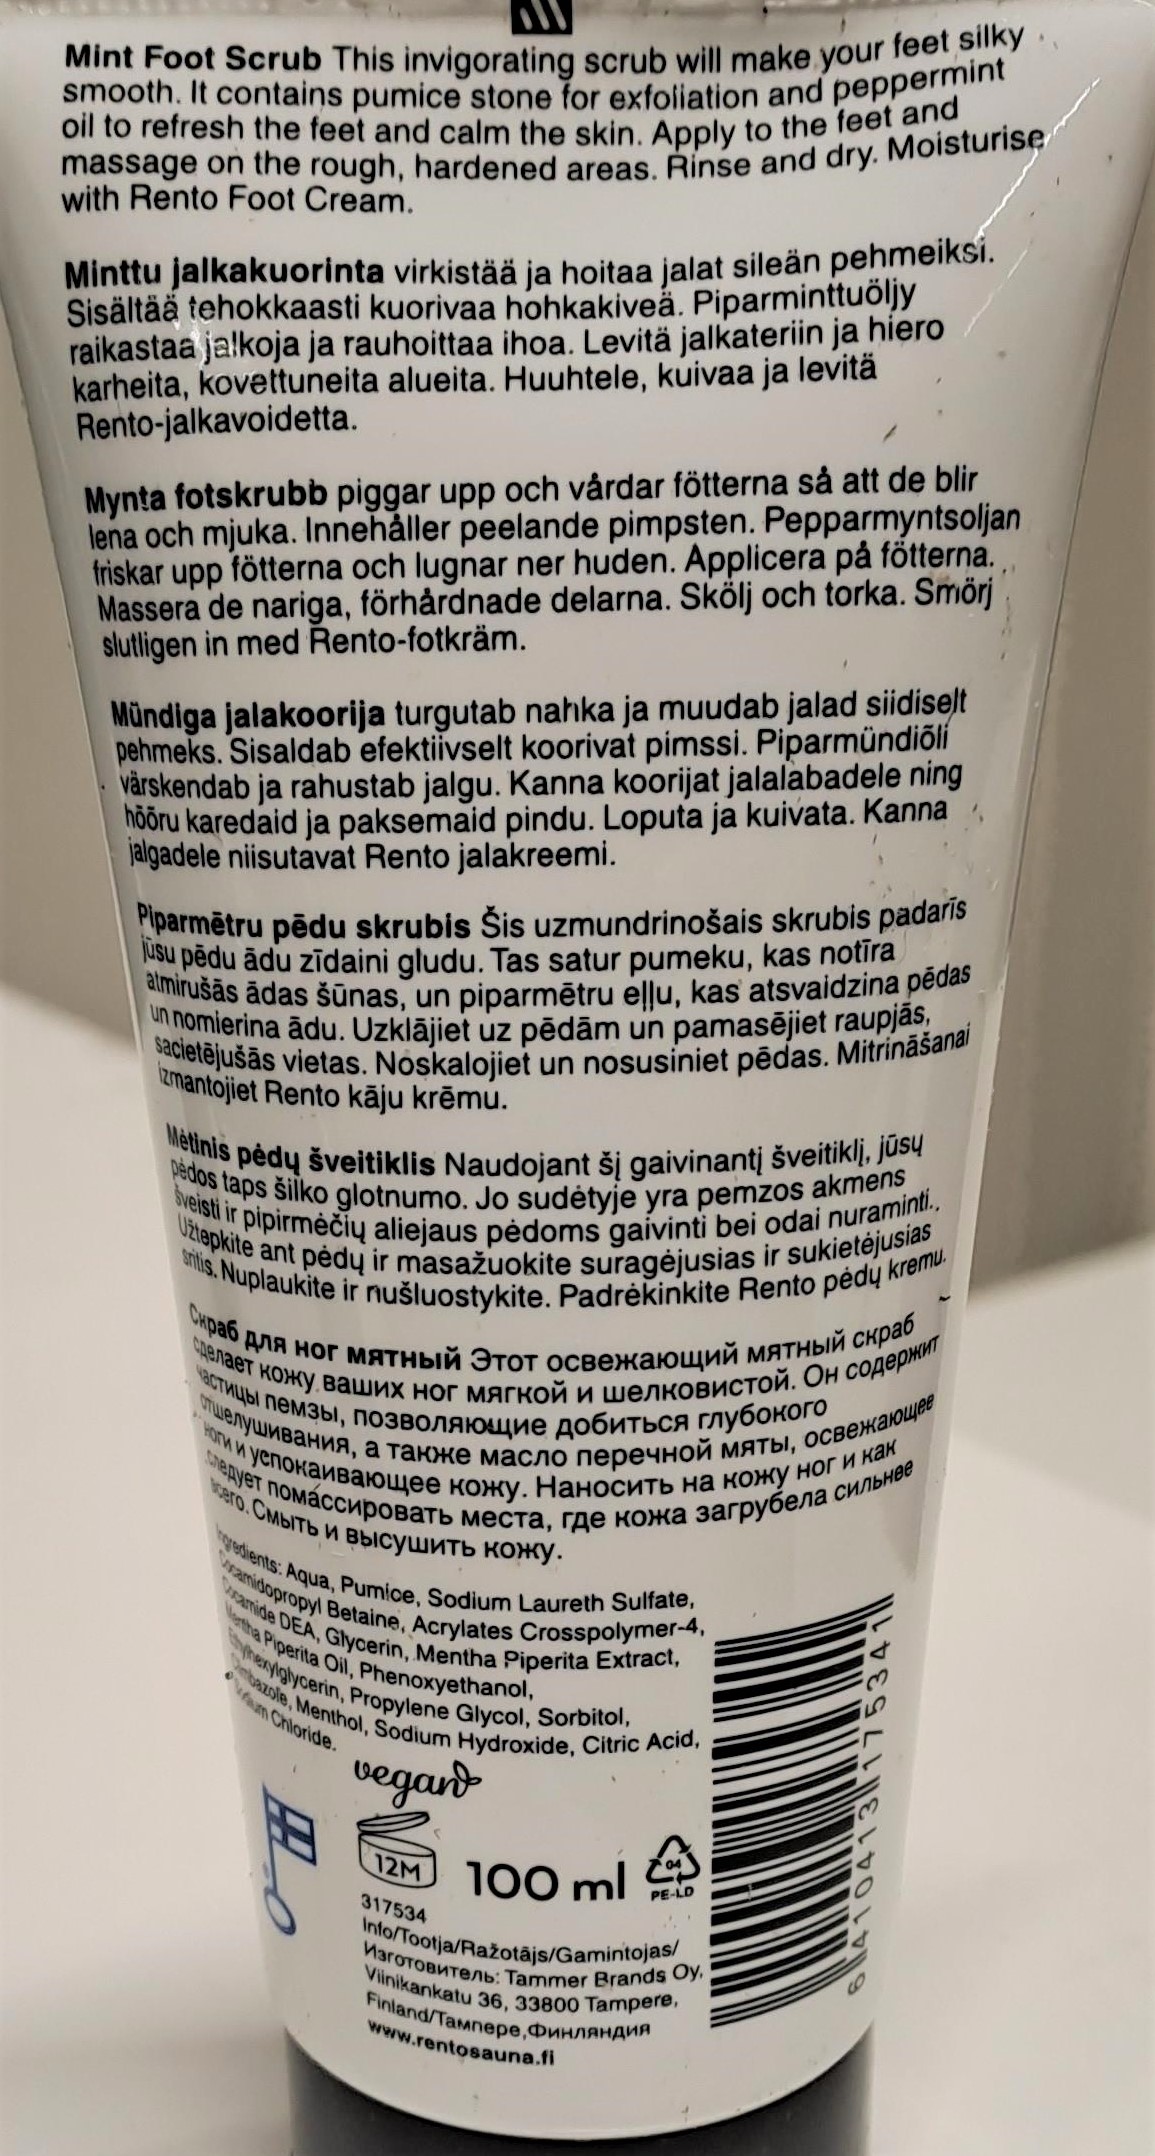 Mint Foot Scrub This invigorating scrub will make your feet silky
smooth. It contains pumice stone for exfoliation and peppermint
oil to refresh the feet and calm the skin. Apply to the feet and
massage on the rough, hardened areas. Rinse and dry. Moisturise
with Rento Foot Cream.
Minttu jalkakuorinta virkistää ja hoitaa jalat sileän pehmeiksi.
Sisältää tehokkaasti kuorivaa hohkakiveä. Piparminttuöljy
raikastaa jalkoja ja rauhoittaa ihoa. Levitä jalkateriin ja hiero
karheita, kovettuneita alueita. Huuhtele, kuivaa ja levitä
Rento-jalkavoidetta.
Mynta fotskrubb piggar upp och vårdar fötterna så att de blir
lena och mjuka. Innehåller peelande pimpsten. Pepparmyntsoljan
friskar upp fötterna och lugnar ner huden. Applicera på fötterna.
Massera de nariga, förhårdnade delarna. Skölj och torka. Smörj
slutligen in med Rento-fotkräm.
Mündiga jalakoorija turgutab nahka ja muudab jalad siidiselt
pehmeks. Sisaldab efektiivselt koorivat pimssi. Piparmündiõli
värskendab ja rahustab jalgu. Kanna koorijat jalalabadele ning
hõõru karedaid ja paksemaid pindu. Loputa ja kuivata. Kanna
jalgadele niisutavat Rento jalakreemi.
Piparmētru pēdu skrubis Šis uzmundrinošais skrubis padarīs
jūsu pēdu ādu zīdaini gludu. Tas satur pumeku, kas notīra
atmirušās ādas šūnas, un piparmētru eļļu, kas atsvaidzina pēdas
un nomierina ādu. Uzklājiet uz pēdām un pamasējiet raupjās,
sacietējušās vietas. Noskalojiet un nosusiniet pēdas. Mitrināšanai
izmantojiet Rento kāju krēmu.
Mėtinis pėdų šveitiklis Naudojant šį gaivinantį šveitiklį, jūsų
pėdos taps šilko glotnumo. Jo sudėtyje yra pemzos akmens
šveisti ir pipirmėčių aliejaus pėdoms gaivinti bei odai nuraminti..
Užtepkite ant pėdų ir masažuokite suragėjusias ir sukietėjusias
sritis. Nuplaukite ir nušluostykite. Padrėkinkite Rento pėdų kremu.
Скраб для ног мятный Этот освежающий мятный скраб
сделает кожу ваших ног мягкой и шелковистой. Он содержит
частицы пемзы, позволяющие добиться глубокого
отшелушивания, а также масло перечной мяты, освежающее
ноги и успокаивающее кожу. Наносить на кожу ног и как
следует помассировать места, где кожа загрубела сильнее
всего. Смыть и высушить кожу.
Ingredients: Aqua, Pumice, Sodium Laureth Sulfate,
Cocamidopropyl Betaine, Acrylates Crosspolymer-4,
Cocamide DEA, Glycerin, Mentha Piperita Extract,
Mentha Piperita Oil, Phenoxyethanol,
Ethylhexylglycerin, Propylene Glycol, Sorbitol,
Climbazole, Menthol, Sodium Hydroxide, Citric Acid,
Sodium Chloride.
vegan
12M
100 ml
04
PE-LD
317534
Info/Tootja/Ražotājs/Gamintojas/
Изготовитель: Tammer Brands Oy,
Viinikankatu 36, 33800 Tampere,
Finland/Тампере,Финляндия
www.rentosauna.fi
6 410413 175341